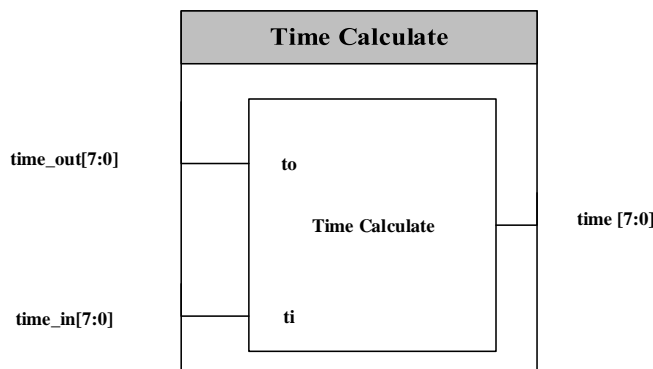 Time Calculate
time_out[7:0]
to
Time Calculate
time [7:0]
time_in[7:0]
ti